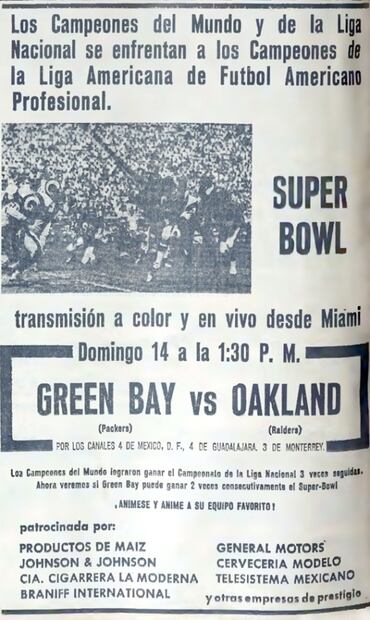 Los Campeones del Mundo y de la Liga
Nacional se enfrentan a los Campeones de
la Liga Americana de Futbol Americano
Profesional.
SUPER
BOWL
transmisión a color y en vivo desde Miami
Domingo 14 a la 1:30 P. M.
GREEN BAY vs OAKLAND
(Packers) (Raiders)
POR LOS CANALES 4 DE MEXICO, D. F., 4 DE GUADALAJARA, 3 DE MONTERREY.
Los Campeones del Mundo lograron ganar el Campeonato de la Liga Nacional 3 veces seguidas.
Ahora veremos si Green Bay puede ganar 2 veces consecutivamente el Super-Bowl
¡ANIMESE Y ANIME A SU EQUIPO FAVORITO!
patrocinada por:
PRODUCTOS DE MAIZ
JOHNSON & JOHNSON
CIA. CIGARRERA LA MODERNA
BRANIFF INTERNATIONAL
GENERAL MOTORS
CERVECERIA MODELO
TELESISTEMA MEXICANO
y otras empresas de prestigio